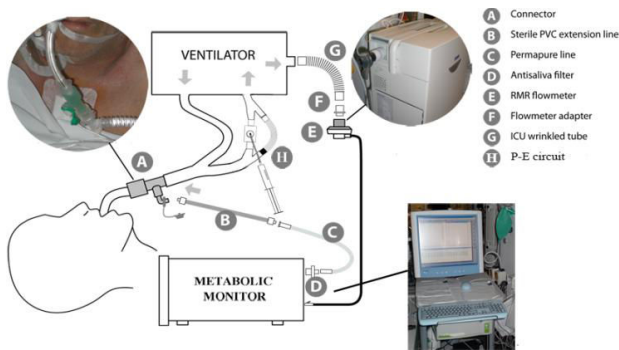 VENTILATOR
METABOLIC
MONITOR
A
B
C
D
E
F
G
H
A Connector
B Sterile PVC extension line
C Permapure line
D Antisaliva filter
E RMR flowmeter
F Flowmeter adapter
G ICU wrinkled tube
H P-E circuit